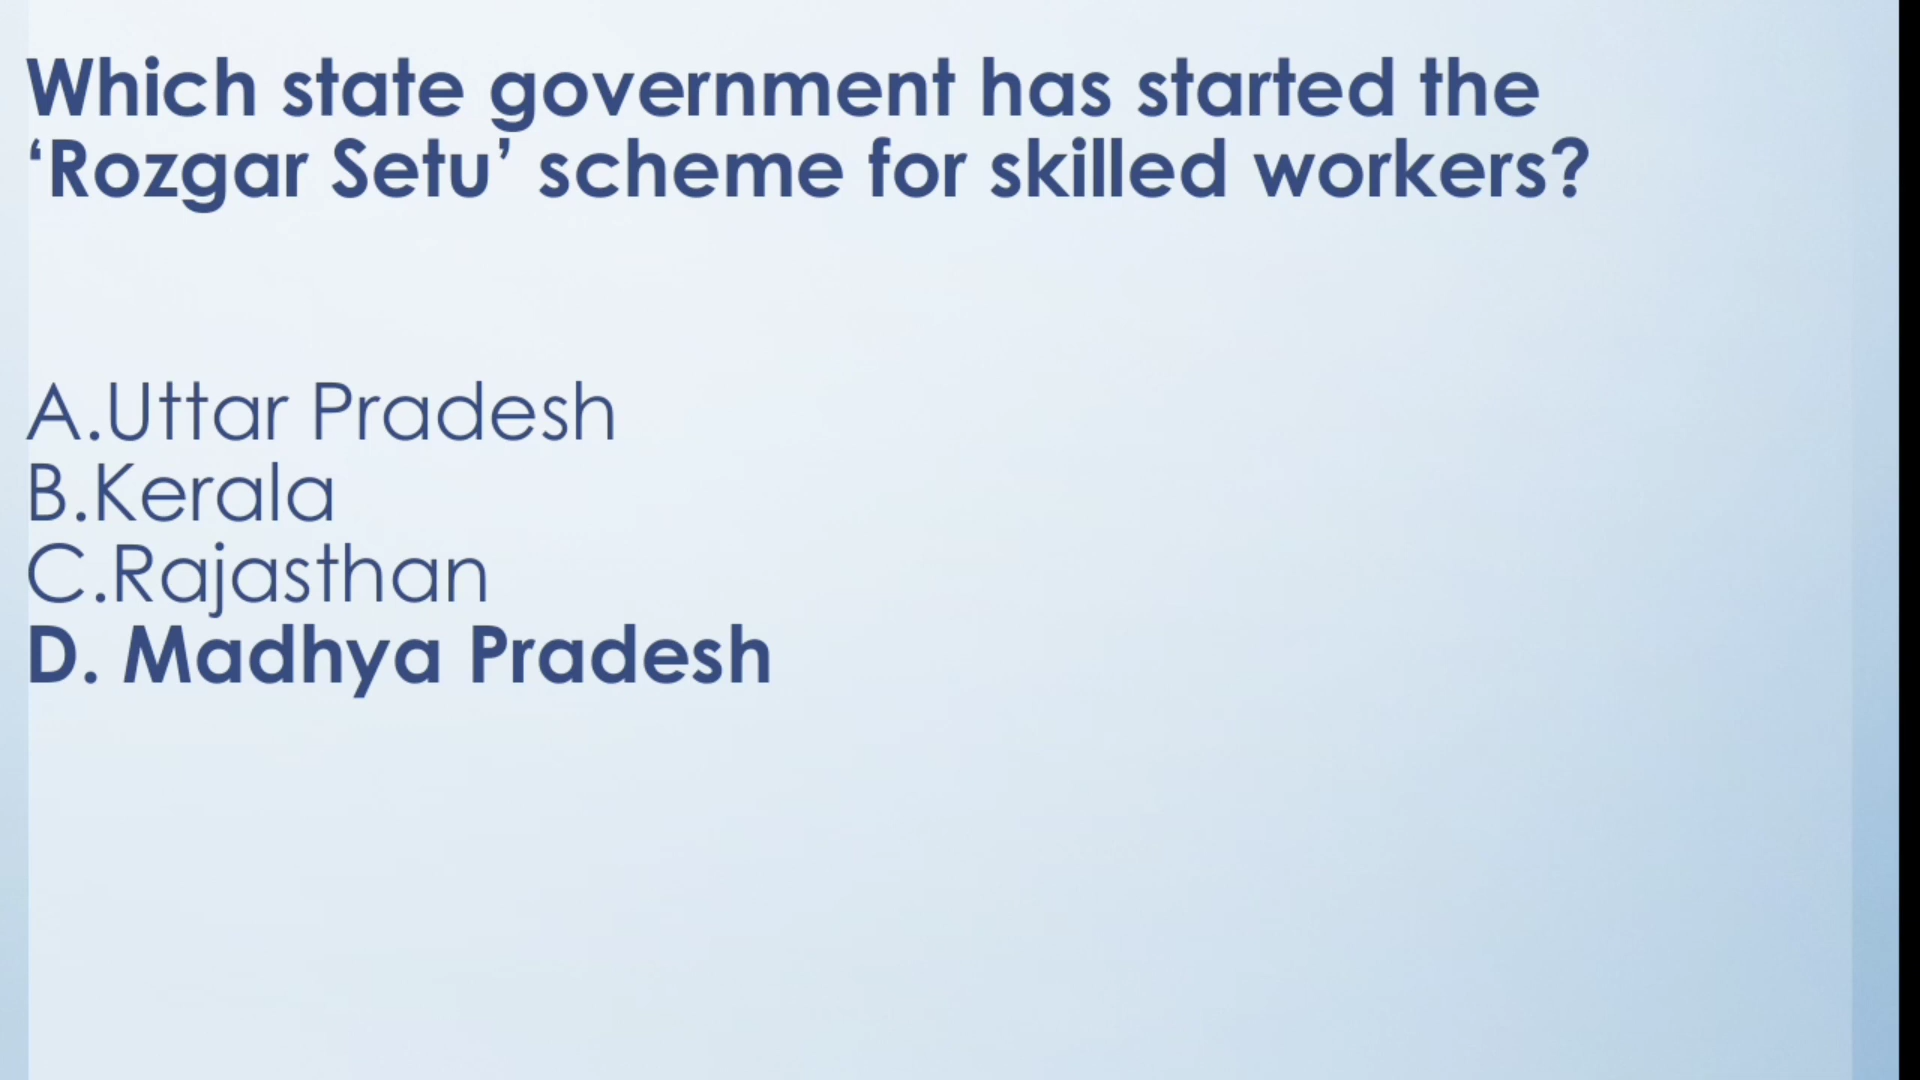 Which state government has started the
‘Rozgar Setu’ scheme for skilled workers?
A.Uttar Pradesh
B.Kerala
C.Rajasthan
D. Madhya Pradesh